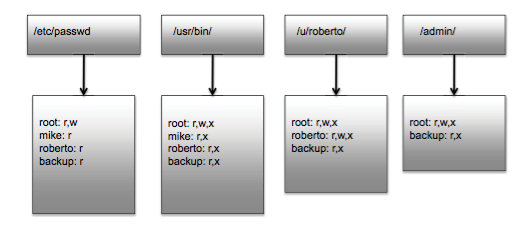 /etc/passwd
root: r,w
mike: r
roberto: r
backup: r
/usr/bin/
root: r,w,x
mike: r,x
roberto: r,x
backup: r,x
/u/roberto/
root: r,w,x
roberto: r,w,x
backup: r,x
/admin/
root: r,w,x
backup: r,x